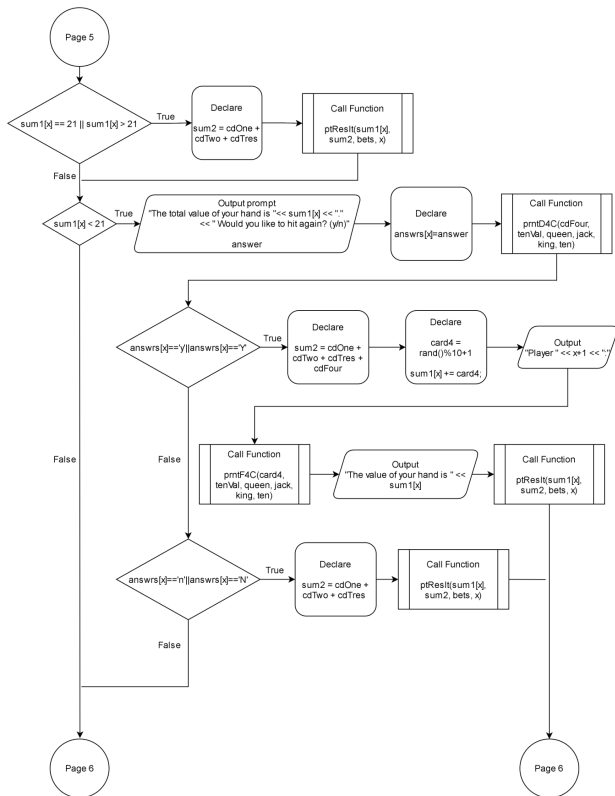 Page 5
sum1[x] == 21 || sum1[x] > 21
True
Declare
sum2 = cdOne +
cdTwo + cdTres
Call Function
ptReslt(sum1[x],
sum2, bets, x)
False
sum1[x] < 21
True
Output prompt
"The total value of your hand is "<< sum1[x] << "."
<< " Would you like to hit again? (y/n)"
answer
Declare
answrs[x]=answer
Call Function
prntD4C(cdFour,
tenVal, queen, jack,
king, ten)
answrs[x]=='y'||answrs[x]=='Y'
True
Declare
sum2 = cdOne +
cdTwo + cdTres +
cdFour
Declare
card4 =
rand()%10+1
sum1[x] += card4;
Output
"Player " << x+1 << ":"
False
False
Call Function
prntF4C(card4,
tenVal, queen, jack,
king, ten)
Output
"The value of your hand is " <<
sum1[x]
Call Function
ptReslt(sum1[x],
sum2, bets, x)
answrs[x]=='n'||answrs[x]=='N'
True
Declare
sum2 = cdOne +
cdTwo + cdTres
Call Function
ptReslt(sum1[x],
sum2, bets, x)
False
Page 6
Page 6